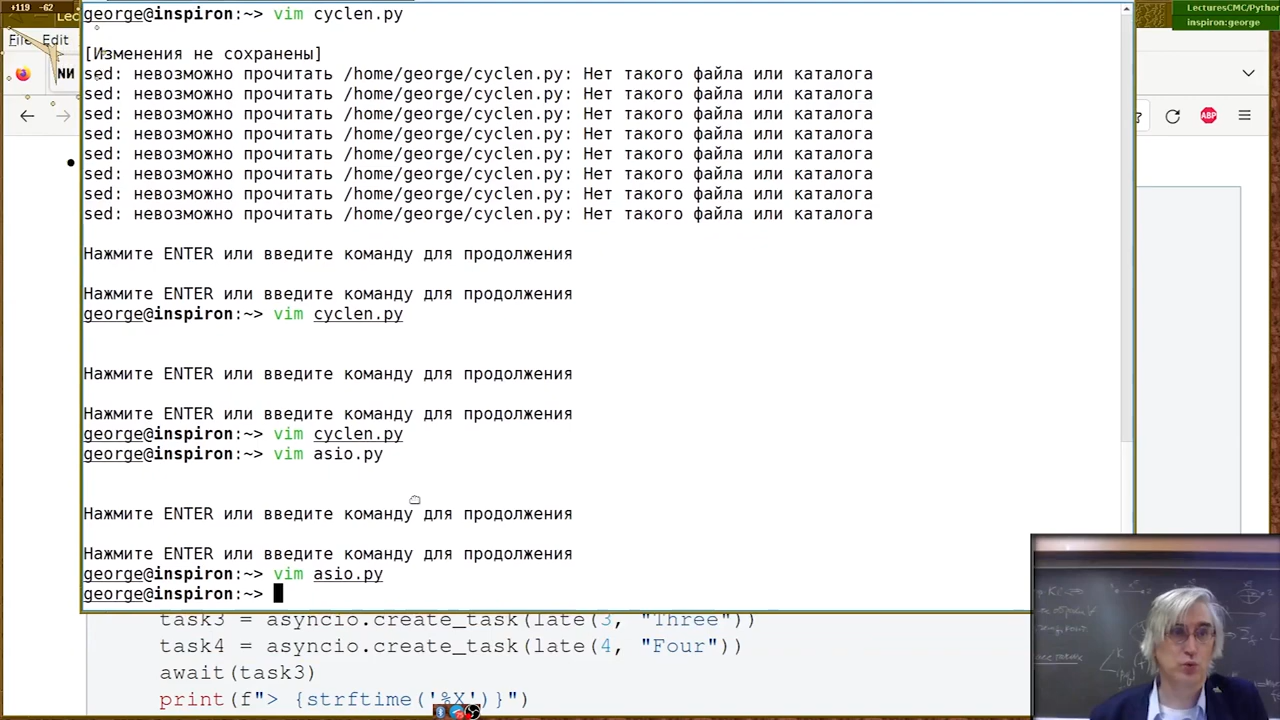 +119 -62
LecturesCMC/Python
inspiron:george
File Edit
ABP
george@inspiron:~> vim cyclen.py
[Изменения не сохранены]
sed: невозможно прочитать /home/george/cyclen.py: Нет такого файла или каталога
sed: невозможно прочитать /home/george/cyclen.py: Нет такого файла или каталога
sed: невозможно прочитать /home/george/cyclen.py: Нет такого файла или каталога
sed: невозможно прочитать /home/george/cyclen.py: Нет такого файла или каталога
sed: невозможно прочитать /home/george/cyclen.py: Нет такого файла или каталога
sed: невозможно прочитать /home/george/cyclen.py: Нет такого файла или каталога
sed: невозможно прочитать /home/george/cyclen.py: Нет такого файла или каталога
sed: невозможно прочитать /home/george/cyclen.py: Нет такого файла или каталога
Нажмите ENTER или введите команду для продолжения
Нажмите ENTER или введите команду для продолжения
george@inspiron:~> vim cyclen.py
Нажмите ENTER или введите команду для продолжения
Нажмите ENTER или введите команду для продолжения
george@inspiron:~> vim cyclen.py
george@inspiron:~> vim asio.py
Нажмите ENTER или введите команду для продолжения
Нажмите ENTER или введите команду для продолжения
george@inspiron:~> vim asio.py
george@inspiron:~>
task3 = asyncio.create_task(late(3, "Three"))
task4 = asyncio.create_task(late(4, "Four"))
await(task3)
print(f"> {strftime('%X')}")